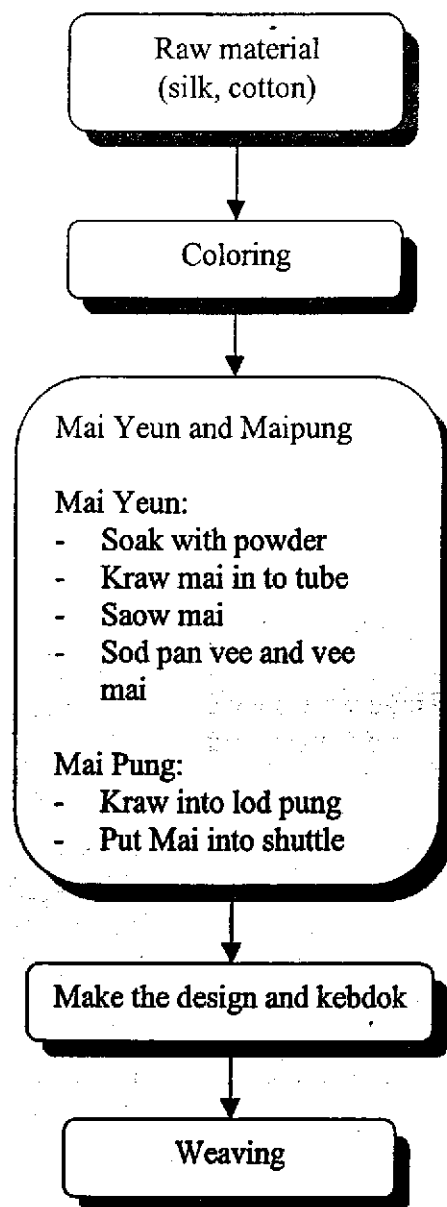 Raw material
(silk, cotton)
Coloring
Mai Yeun and Maipung
Mai Yeun:
- Soak with powder
- Kraw mai in to tube
- Saow mai
- Sod pan vee and vee
mai
Mai Pung:
- Kraw into lod pung
- Put Mai into shuttle
Make the design and kebdok
Weaving